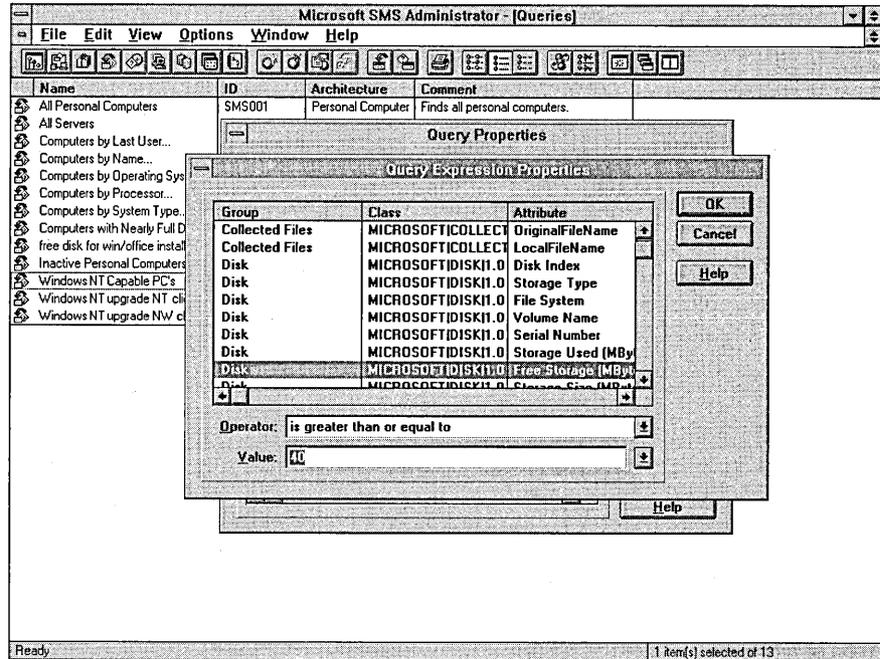 Microsoft SMS Administrator - [Queries]
File Edit View Options Window Help
Name ID Architecture Comment
All Personal Computers SMS001 Personal Computer Finds all personal computers.
All Servers
Computers by Last User...
Computers by Name...
Computers by Operating Sys
Computers by Processor...
Computers by System Type..
Computers with Nearly Full D
free disk for win/office instal
Inactive Personal Computers
Windows NT Capable PC's
Windows NT upgrade NT cli
Windows NT upgrade NW cl
Query Properties
Query Expression Properties
Group Class Attribute
Collected Files MICROSOFT|COLLECT OriginalFileName
Collected Files MICROSOFT|COLLECT LocalFileName
Disk MICROSOFT|DISK|1.0 Disk Index
Disk MICROSOFT|DISK|1.0 Storage Type
Disk MICROSOFT|DISK|1.0 File System
Disk MICROSOFT|DISK|1.0 Volume Name
Disk MICROSOFT|DISK|1.0 Serial Number
Disk MICROSOFT|DISK|1.0 Storage Used (MByt
Disk MICROSOFT|DISK|1.0 Free Storage (MByt
Disk MICROSOFT|DISK|1.0 Storage Size (MByt
OK
Cancel
Help
Operator: is greater than or equal to
Value: 40
Help
Ready 1 item(s) selected of 13